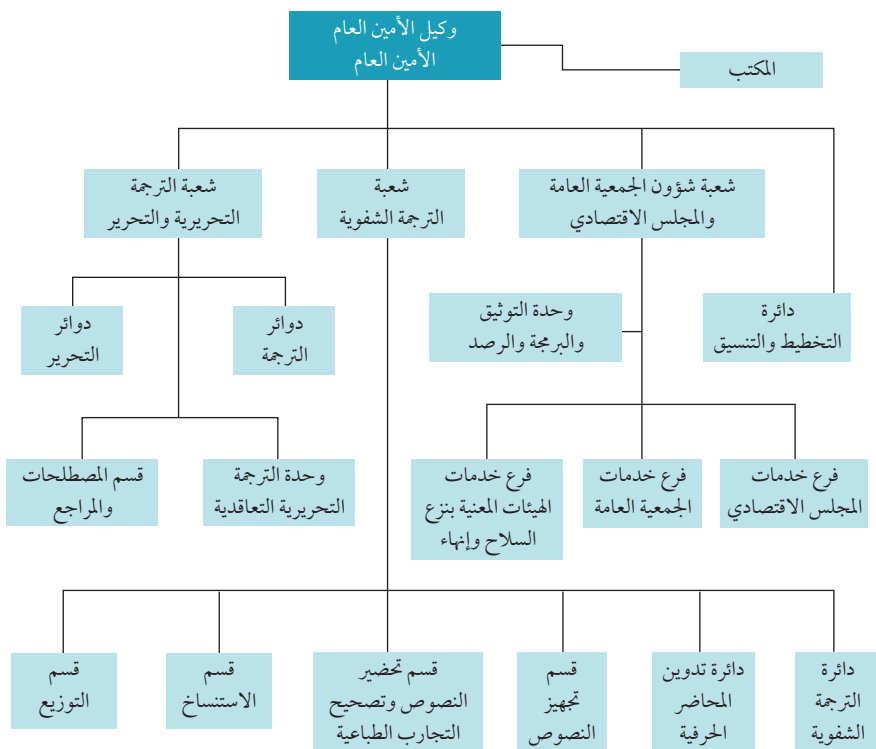 وكيل الأمين العام
الأمين العام
المكتب
شعبة شؤون الجمعية العامة
والمجلس الاقتصادي
شعبة
الترجمة الشفوية
شعبة الترجمة
التحريرية والتحرير
دائرة
التخطيط والتنسيق
وحدة التوثيق
والبرمجة والرصد
دوائر
الترجمة
دوائر
التحرير
فرع خدمات
المجلس الاقتصادي
فرع خدمات
الجمعية العامة
فرع خدمات
الهيئات المعنية بنزع
السلاح وإنهاء
وحدة الترجمة
التحريرية التعاقدية
قسم المصطلحات
والمراجع
دائرة
الترجمة
الشفوية
دائرة تدوين
المحاضر
الحرفية
قسم
تجهيز
النصوص
قسم تحضير
النصوص وتصحيح
التجارب الطباعية
قسم
الاستنساخ
قسم
التوزيع